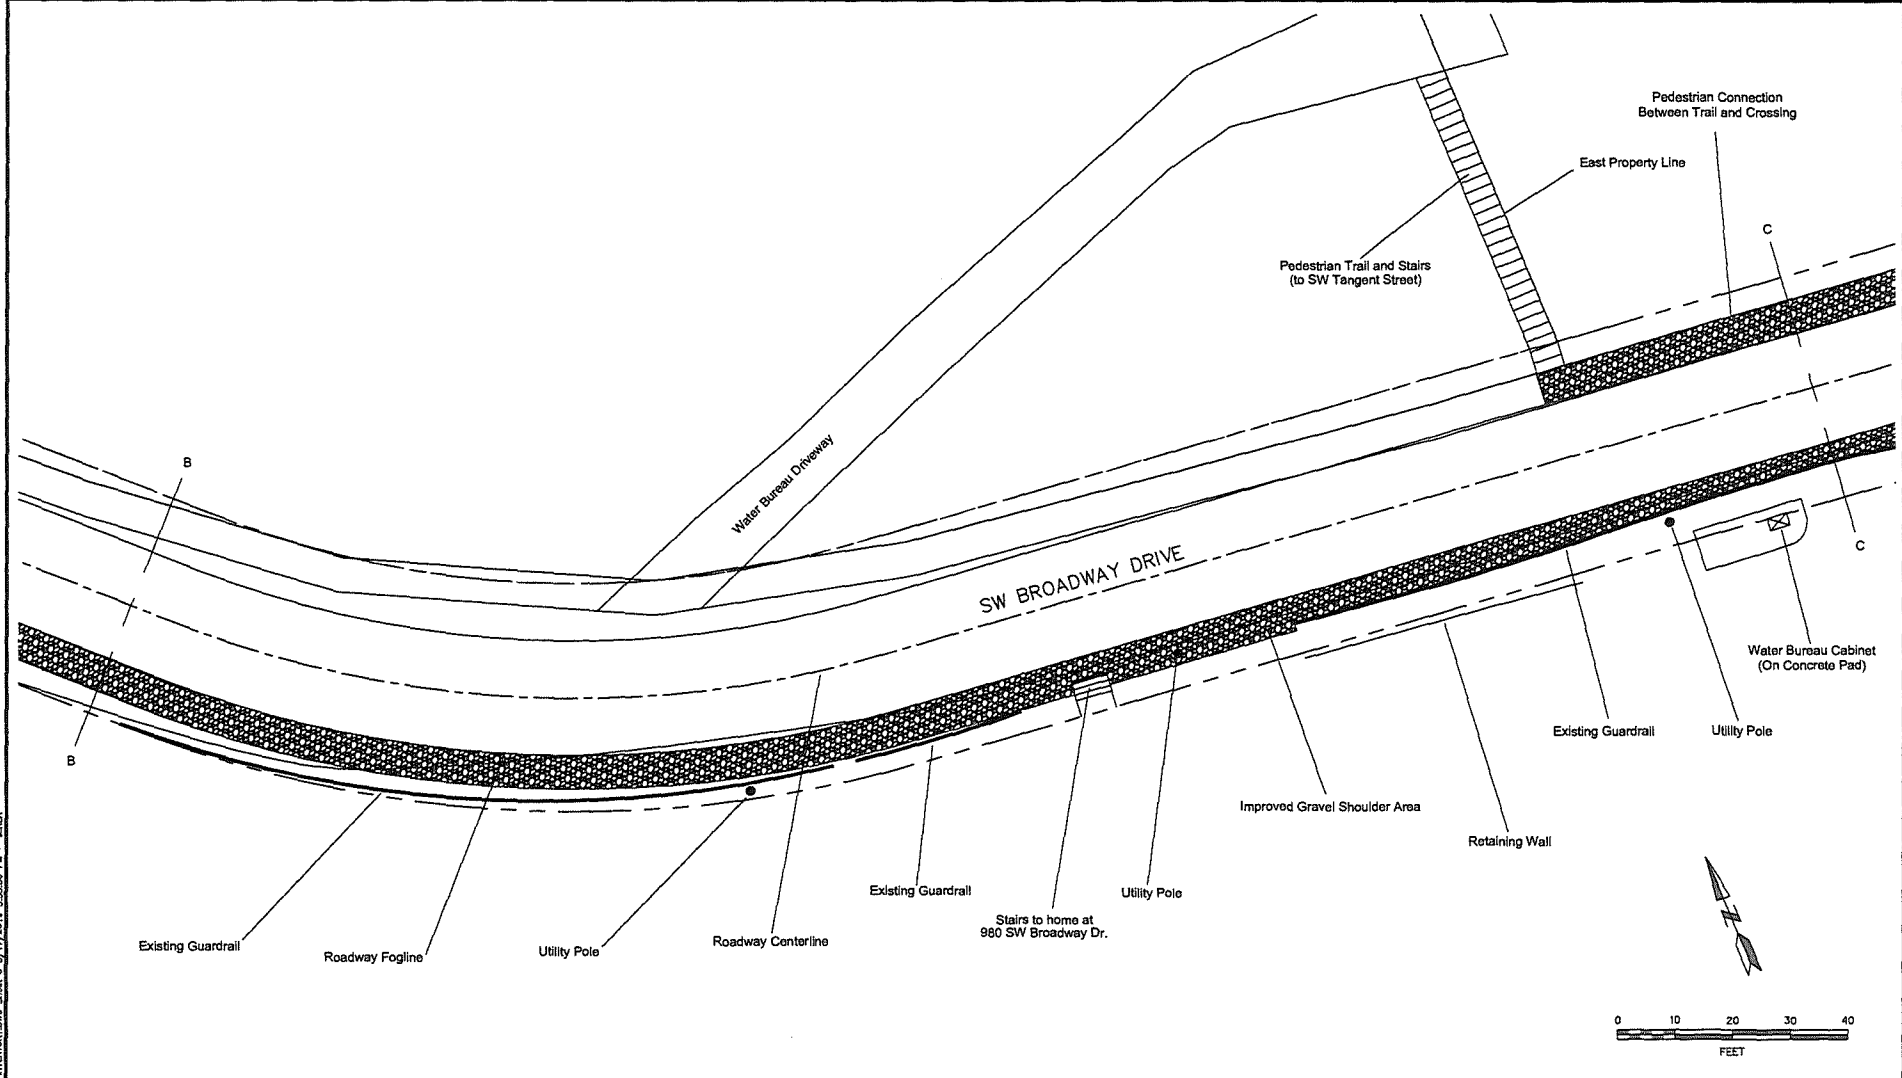 Pedestrian Connection
Between Trail and Crossing
East Property Line
C
Pedestrian Trail and Stairs
(to SW Tangent Street)
B
Water Bureau Driveway
SW BROADWAY DRIVE
C
Water Bureau Cabinet
(On Concrete Pad)
B
Existing Guardrail
Utility Pole
Improved Gravel Shoulder Area
Retaining Wall
Existing Guardrail
Utility Pole
Stairs to home at
980 SW Broadway Dr.
Existing Guardrail
Roadway Fogline
Utility Pole
Roadway Centerline
N
0 10 20 30 40
FEET